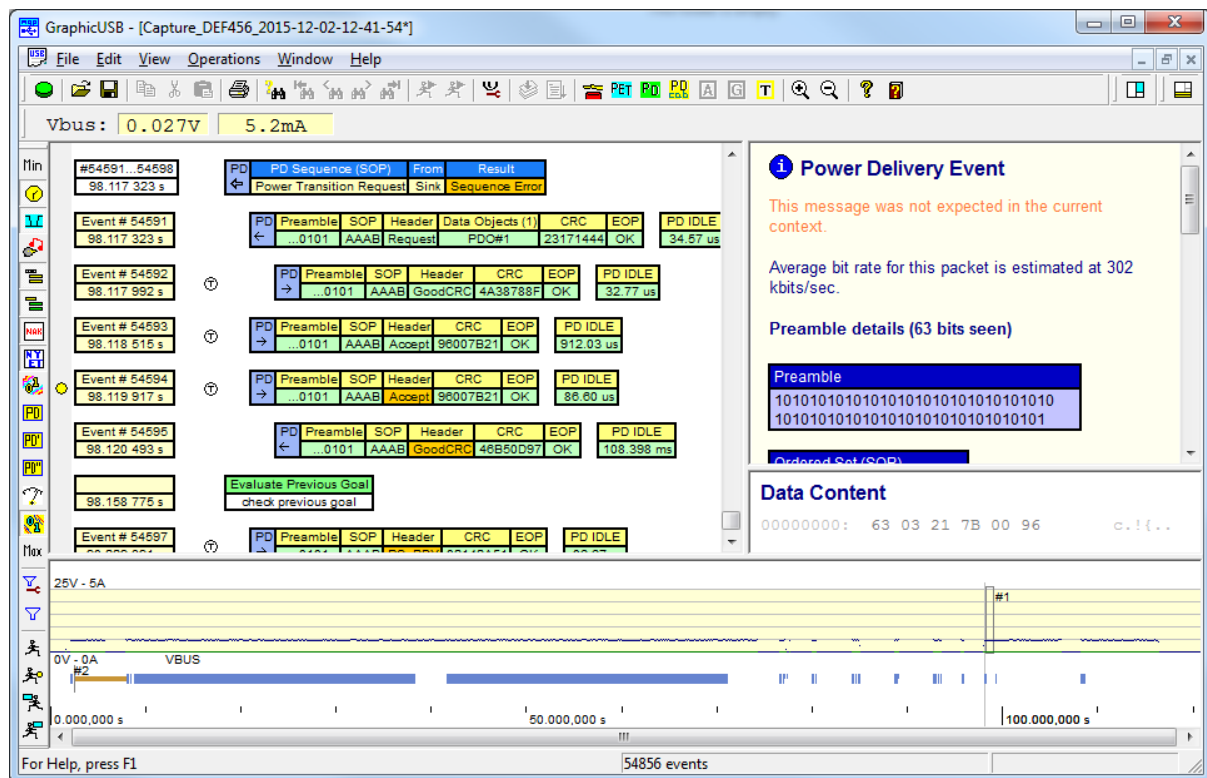 GraphicUSB - [Capture_DEF456_2015-12-02-12-41-54*]
File Edit View Operations Window Help
PET PD A G T
Vbus: 0.027V 5.2mA
Min
#54591...54598 PD PD Sequence (SOP) From Result
98.117 323 s Power Transition Request Sink Sequence Error
Event # 54591 PD Preamble SOP Header Data Objects (1) CRC EOP PD IDLE
98.117 323 s ← ...0101 AAAB Request PDO#1 23171444 OK 34.57 us
Event # 54592 PD Preamble SOP Header CRC EOP PD IDLE
98.117 992 s T → ...0101 AAAB GoodCRC 4A38788F OK 32.77 us
Event # 54593 PD Preamble SOP Header CRC EOP PD IDLE
98.118 515 s T → ...0101 AAAB Accept 96007B21 OK 912.03 us
NAK
NYET
Event # 54594 PD Preamble SOP Header CRC EOP PD IDLE
98.119 917 s T → ...0101 AAAB Accept 96007B21 OK 86.60 us
PD
Event # 54595 PD Preamble SOP Header CRC EOP PD IDLE
98.120 493 s ← ...0101 AAAB GoodCRC 46B50D97 OK 108.398 ms
PD'
PD"
Evaluate Previous Goal
98.158 775 s check previous goal
Event # 54597 PD Preamble SOP Header CRC EOP PD IDLE
Max
Power Delivery Event
This message was not expected in the current
context.
Average bit rate for this packet is estimated at 302
kbits/sec.
Preamble details (63 bits seen)
Preamble
10101010101010101010101010101010
1010101010101010101010101010101
Ordered Set (SOP)
Data Content
00000000: 63 03 21 7B 00 96 c.!{..
25V - 5A
#1
0V - 0A VBUS
#2
0.000,000 s 50.000,000 s 100.000,000 s
For Help, press F1 54856 events